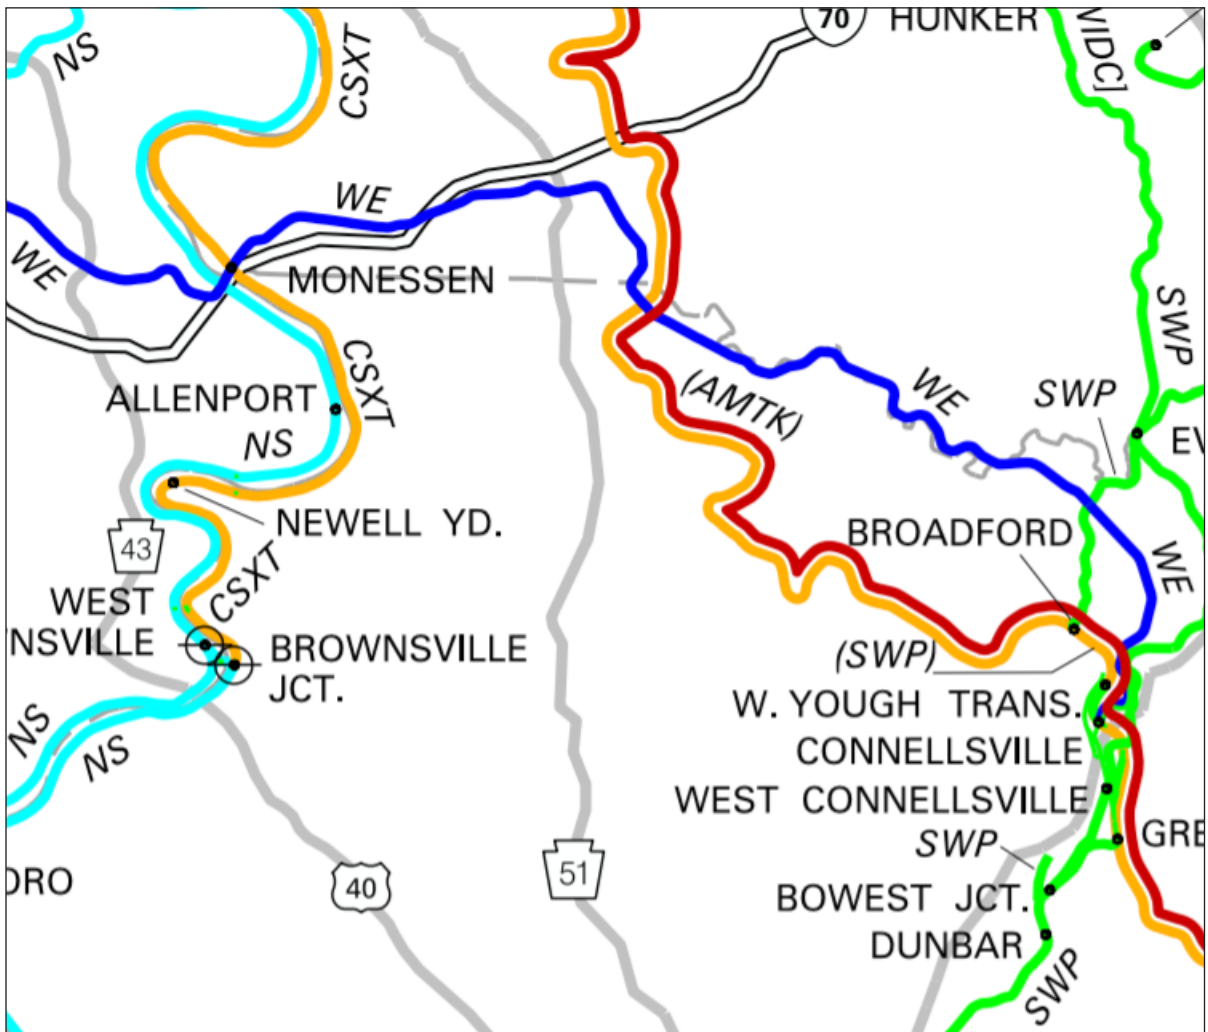 70
HUNKER
VIDC]
NS
CSXT
WE
WE
MONESSEN
SWP
CSXT
ALLENPORT
NS
(AMTK)
WE
SWP
EV
NEWELL YD.
43
BROADFORD
WE
CSXT
WEST
NSVILLE
BROWNSVILLE
JCT.
(SWP)
W. YOUGH TRANS.
NS
NS
CONNELLSVILLE
WEST CONNELLSVILLE
SWP
GRE
51
40
ORO
BOWEST JCT.
DUNBAR
SWP